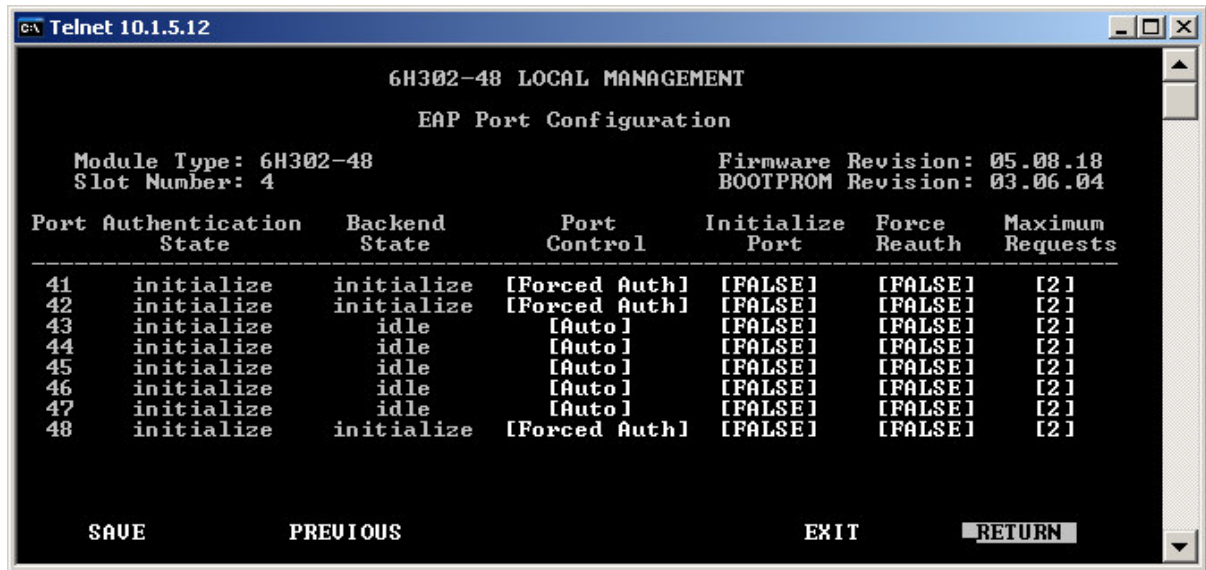 Telnet 10.1.5.12
6H302-48 LOCAL MANAGEMENT
EAP Port Configuration
Module Type: 6H302-48 Firmware Revision: 05.08.18
Slot Number: 4 BOOTPROM Revision: 03.06.04
Port Authentication Backend Port Initialize Force Maximum
State State Control Port Reauth Requests
41 initialize initialize [Forced Auth] [FALSE] [FALSE] [2]
42 initialize initialize [Forced Auth] [FALSE] [FALSE] [2]
43 initialize idle [Auto] [FALSE] [FALSE] [2]
44 initialize idle [Auto] [FALSE] [FALSE] [2]
45 initialize idle [Auto] [FALSE] [FALSE] [2]
46 initialize idle [Auto] [FALSE] [FALSE] [2]
47 initialize idle [Auto] [FALSE] [FALSE] [2]
48 initialize initialize [Forced Auth] [FALSE] [FALSE] [2]
SAVE PREVIOUS EXIT RETURN